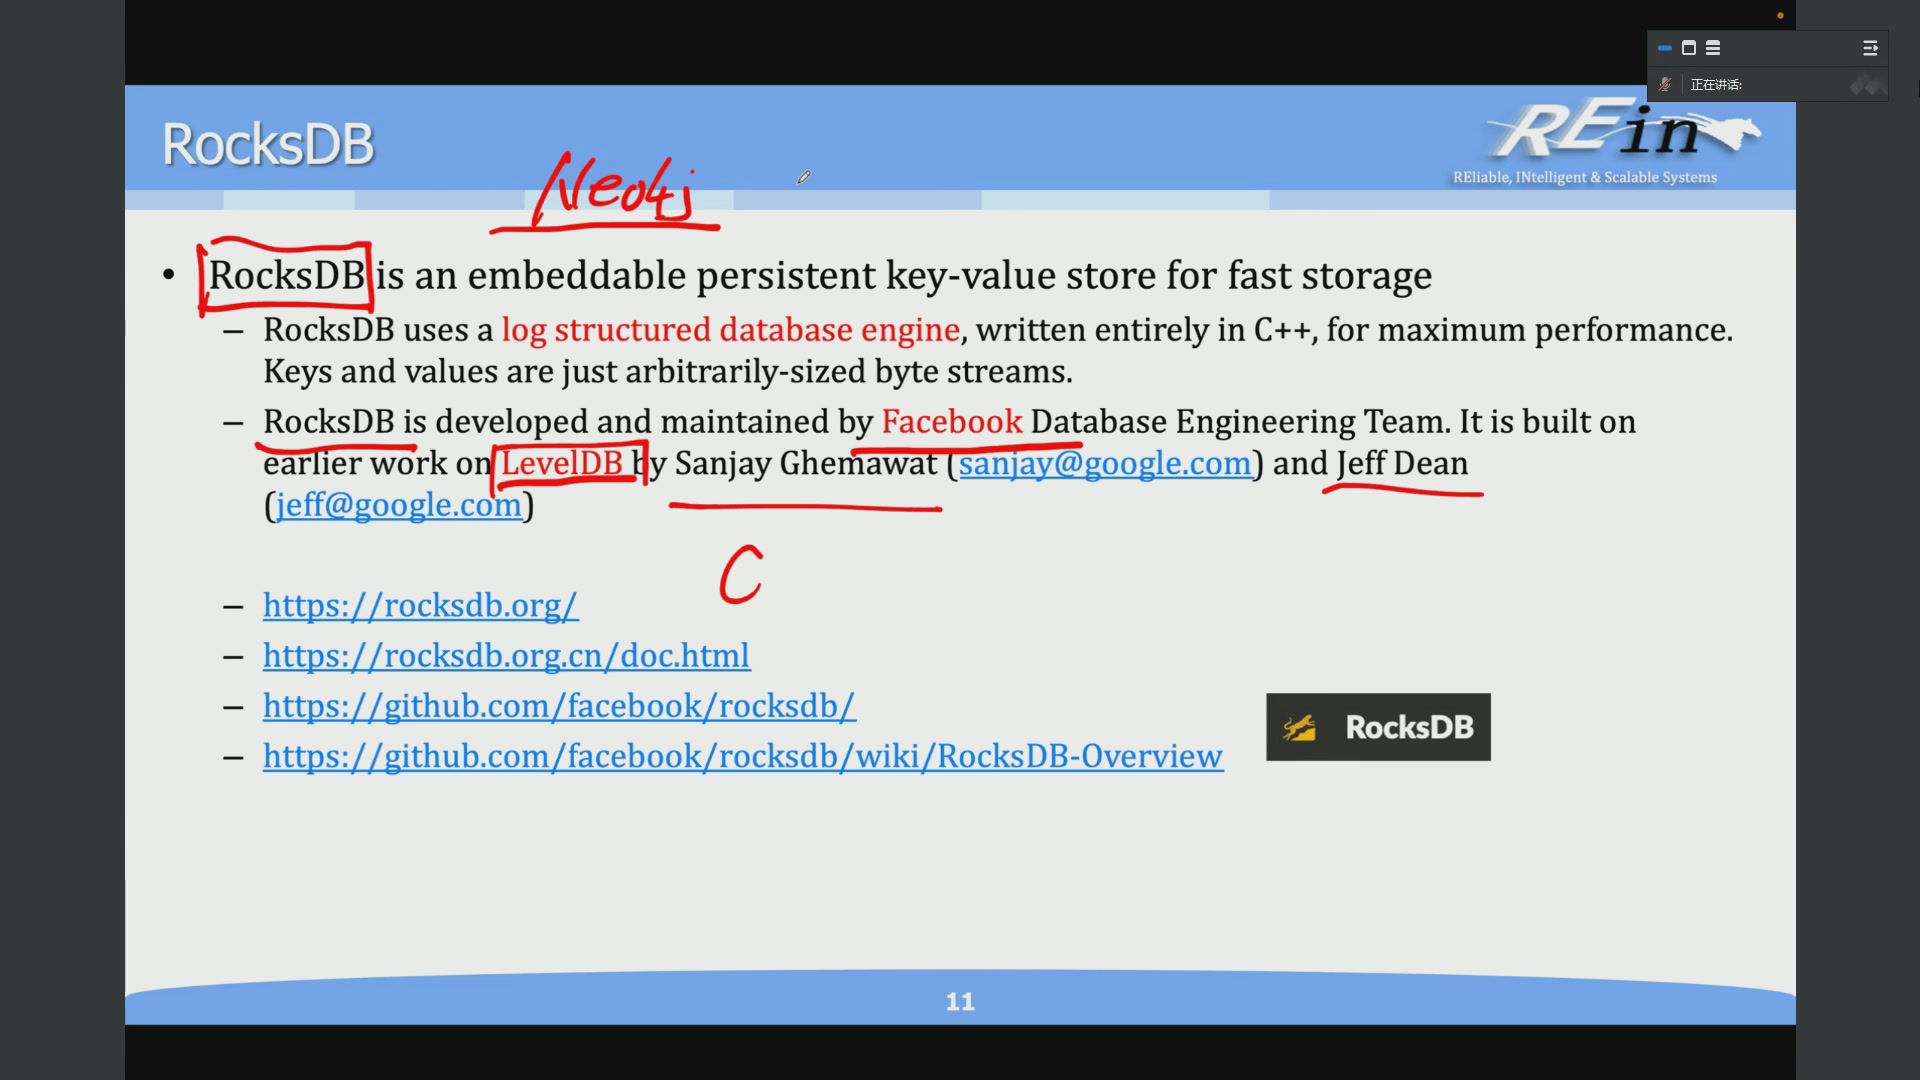 正在讲话:
RocksDB
REin
REliable, INtelligent & Scalable Systems
Neo4j
• RocksDB is an embeddable persistent key-value store for fast storage
– RocksDB uses a log structured database engine, written entirely in C++, for maximum performance.
Keys and values are just arbitrarily-sized byte streams.
– RocksDB is developed and maintained by Facebook Database Engineering Team. It is built on
earlier work on LevelDB by Sanjay Ghemawat (sanjay@google.com) and Jeff Dean
(jeff@google.com)
C
– https://rocksdb.org/
– https://rocksdb.org.cn/doc.html
– https://github.com/facebook/rocksdb/
– https://github.com/facebook/rocksdb/wiki/RocksDB-Overview
RocksDB
11